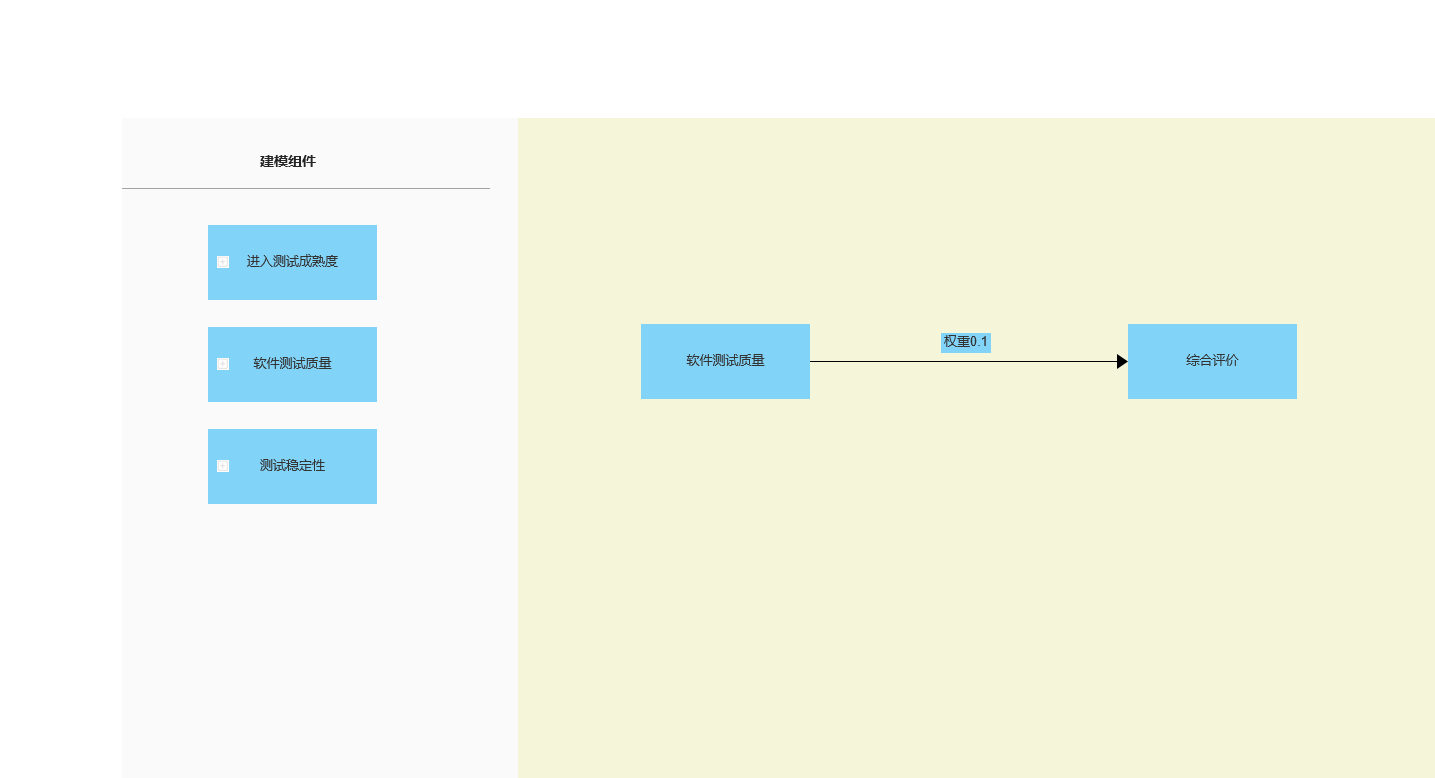 建模组件
进入测试成熟度
软件测试质量
测试稳定性
软件测试质量
权重0.1
综合评价